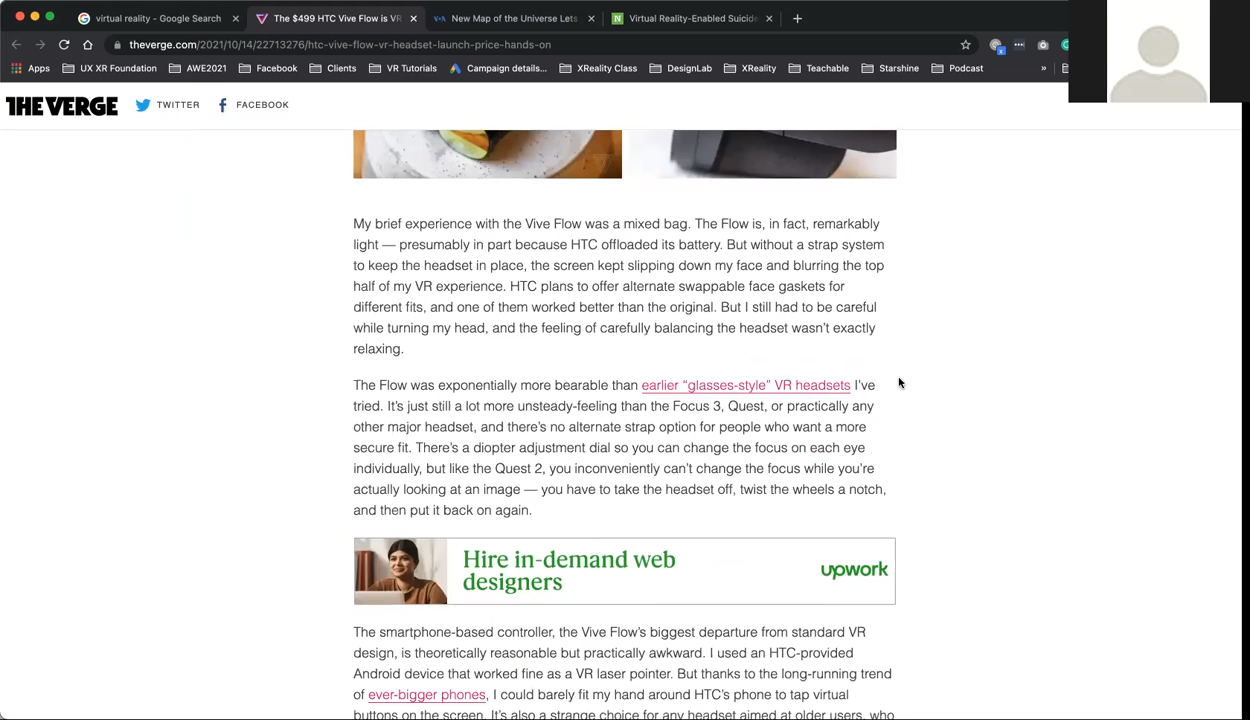 virtual reality - Google Search
The $499 HTC Vive Flow is VR
New Map of the Universe Lets
Virtual Reality-Enabled Suicide
theverge.com/2021/10/14/22713276/htc-vive-flow-vr-headset-launch-price-hands-on
Apps UX XR Foundation AWE2021 Facebook Clients VR Tutorials Campaign details... XReality Class DesignLab XReality Teachable Starshine Podcast »
THE VERGE TWITTER FACEBOOK
My brief experience with the Vive Flow was a mixed bag. The Flow is, in fact, remarkably
light — presumably in part because HTC offloaded its battery. But without a strap system
to keep the headset in place, the screen kept slipping down my face and blurring the top
half of my VR experience. HTC plans to offer alternate swappable face gaskets for
different fits, and one of them worked better than the original. But I still had to be careful
while turning my head, and the feeling of carefully balancing the headset wasn't exactly
relaxing.
The Flow was exponentially more bearable than earlier “glasses-style” VR headsets I've
tried. It's just still a lot more unsteady-feeling than the Focus 3, Quest, or practically any
other major headset, and there's no alternate strap option for people who want a more
secure fit. There's a diopter adjustment dial so you can change the focus on each eye
individually, but like the Quest 2, you inconveniently can't change the focus while you're
actually looking at an image — you have to take the headset off, twist the wheels a notch,
and then put it back on again.
Hire in-demand web
designers
upwork
The smartphone-based controller, the Vive Flow's biggest departure from standard VR
design, is theoretically reasonable but practically awkward. I used an HTC-provided
Android device that worked fine as a VR laser pointer. But thanks to the long-running trend
of ever-bigger phones, I could barely fit my hand around HTC's phone to tap virtual
buttons on the screen. It's also a strange choice for any headset aimed at older users, who